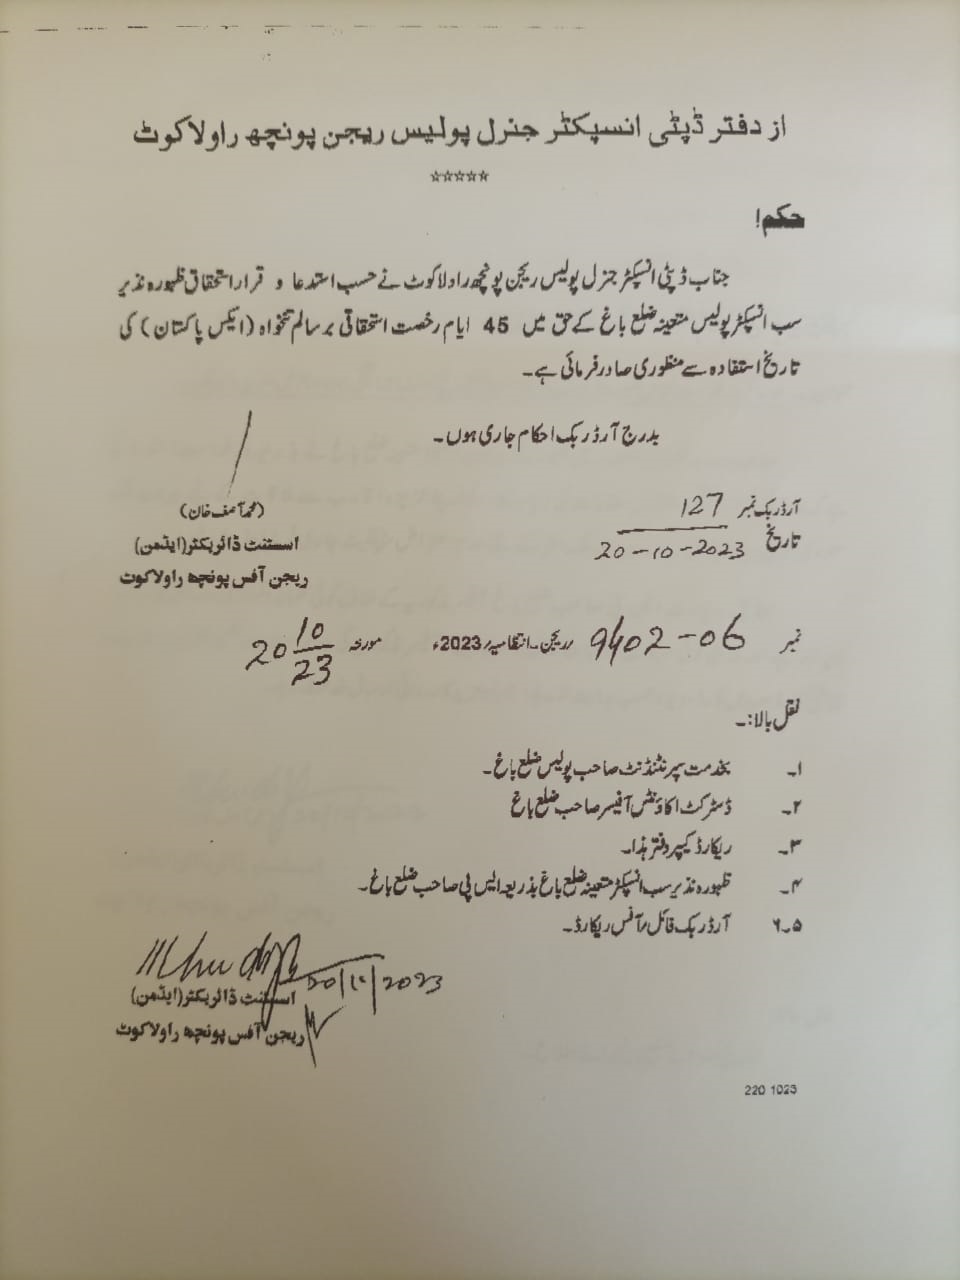 از دفتر ڈپٹی انسپکٹر جنرل پولیس ریجن پونچھ راولاکوٹ
☆☆☆☆☆
حکم!
جناب ڈپٹی انسپکٹر جنرل پولیس ریجن پونچھ راولاکوٹ نے حسب استدعا و قرار استحقاق ظہورہ نذیر
سب انسپکٹر پولیس متعینہ ضلع باغ کے حق میں 45 ایام رخصت استحقاقی برسالم تنخواہ (ایکس پاکستان) کی
تاریخ استفادہ سے منظوری صادر فرمائی ہے۔
بدرج آرڈر بک احکام جاری ہوں۔
(محمد آصف خان)
اسسٹنٹ ڈائریکٹر (ایڈمن)
ریجن آفس پونچھ راولاکوٹ
آرڈر بک نمبر 127
تاریخ 20-10-2023
نمبر 9402-06 /ریجن۔انتظامیہ/2023ء مورخہ 20 10/23
نقل بالا:۔
۱۔ بخدمت سپرنٹنڈنٹ صاحب پولیس ضلع باغ۔
۲۔ ڈسٹرکٹ اکاؤنٹس آفیسر صاحب ضلع باغ
۳۔ ریکارڈ کیپر دفتر ہذا۔
۴۔ ظہورہ نذیر سب انسپکٹر متعینہ ضلع باغ بذریعہ ایس پی صاحب ضلع باغ۔
۵۔۶ آرڈر بک فائل/آفس ریکارڈ۔
20/10/2023
اسسٹنٹ ڈائریکٹر (ایڈمن)
ریجن آفس پونچھ راولاکوٹ
220 1023